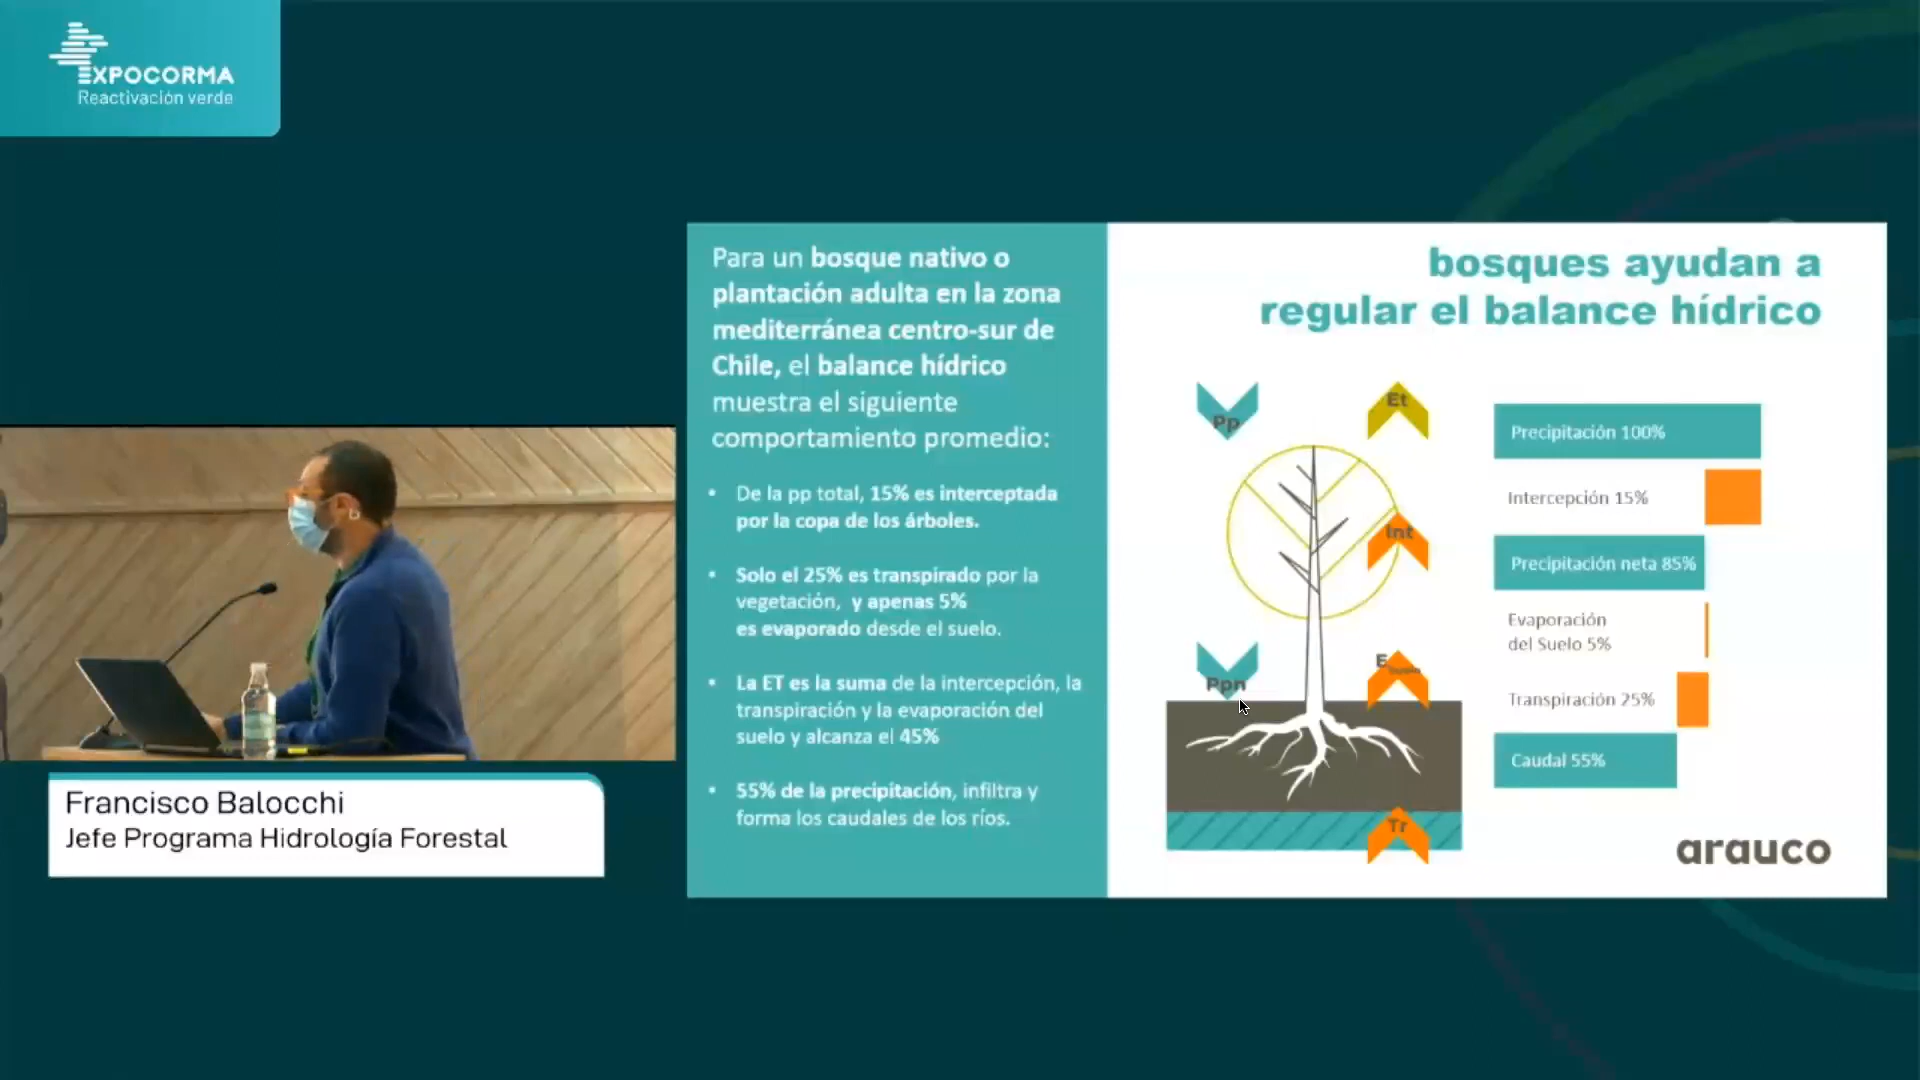 EXPOCORMA
Reactivación verde
Para un bosque nativo o
plantación adulta en la zona
mediterránea centro-sur de
Chile, el balance hídrico
muestra el siguiente
comportamiento promedio:
• De la pp total, 15% es interceptada
por la copa de los árboles.
• Solo el 25% es transpirado por la
vegetación, y apenas 5%
es evaporado desde el suelo.
• La ET es la suma de la intercepción, la
transpiración y la evaporación del
suelo y alcanza el 45%
• 55% de la precipitación, infiltra y
forma los caudales de los ríos.
bosques ayudan a
regular el balance hídrico
Pp
Et
Int
Ppn
E
Tr
Precipitación 100%
Intercepción 15%
Precipitación neta 85%
Evaporación
del Suelo 5%
Transpiración 25%
Caudal 55%
arauco
Francisco Balocchi
Jefe Programa Hidrología Forestal